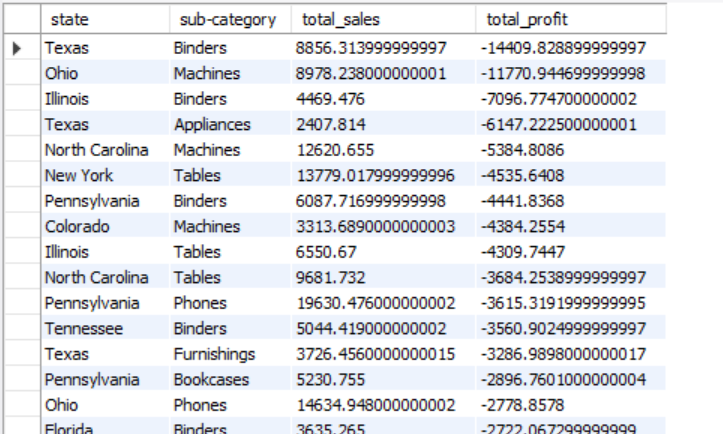 state sub-category total_sales total_profit
Texas Binders 8856.313999999997 -14409.828899999997
Ohio Machines 8978.238000000001 -11770.944699999998
Illinois Binders 4469.476 -7096.774700000002
Texas Appliances 2407.814 -6147.222500000001
North Carolina Machines 12620.655 -5384.8086
New York Tables 13779.017999999996 -4535.6408
Pennsylvania Binders 6087.716999999998 -4441.8368
Colorado Machines 3313.6890000000003 -4384.2554
Illinois Tables 6550.67 -4309.7447
North Carolina Tables 9681.732 -3684.2538999999997
Pennsylvania Phones 19630.476000000002 -3615.3191999999995
Tennessee Binders 5044.419000000002 -3560.9024999999997
Texas Furnishings 3726.4560000000015 -3286.9898000000017
Pennsylvania Bookcases 5230.755 -2896.7601000000004
Ohio Phones 14634.948000000002 -2778.8578
Florida Binders 3635.265 -2722.067299999999